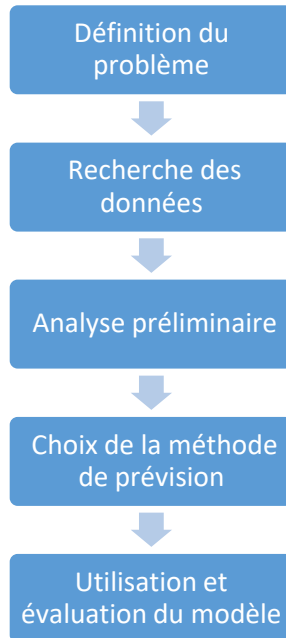 Définition du
problème
Recherche des
données
Analyse préliminaire
Choix de la méthode
de prévision
Utilisation et
évaluation du modèle